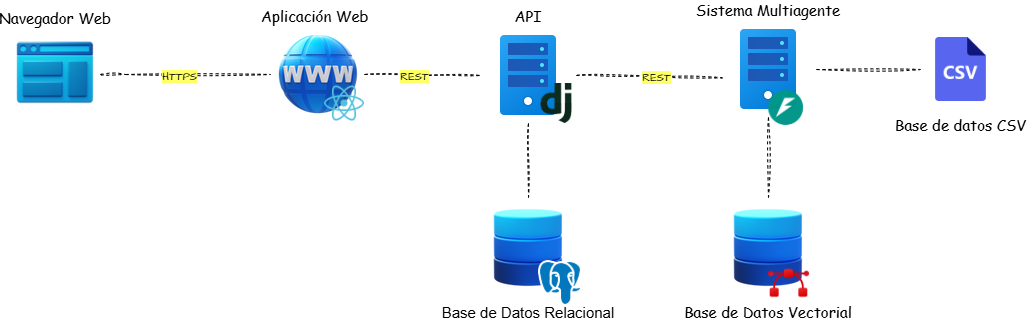 Navegador Web
Aplicación Web
API
Sistema Multiagente
HTTPS
WWW
REST
dj
REST
CSV
Base de datos CSV
Base de Datos Relacional
Base de Datos Vectorial